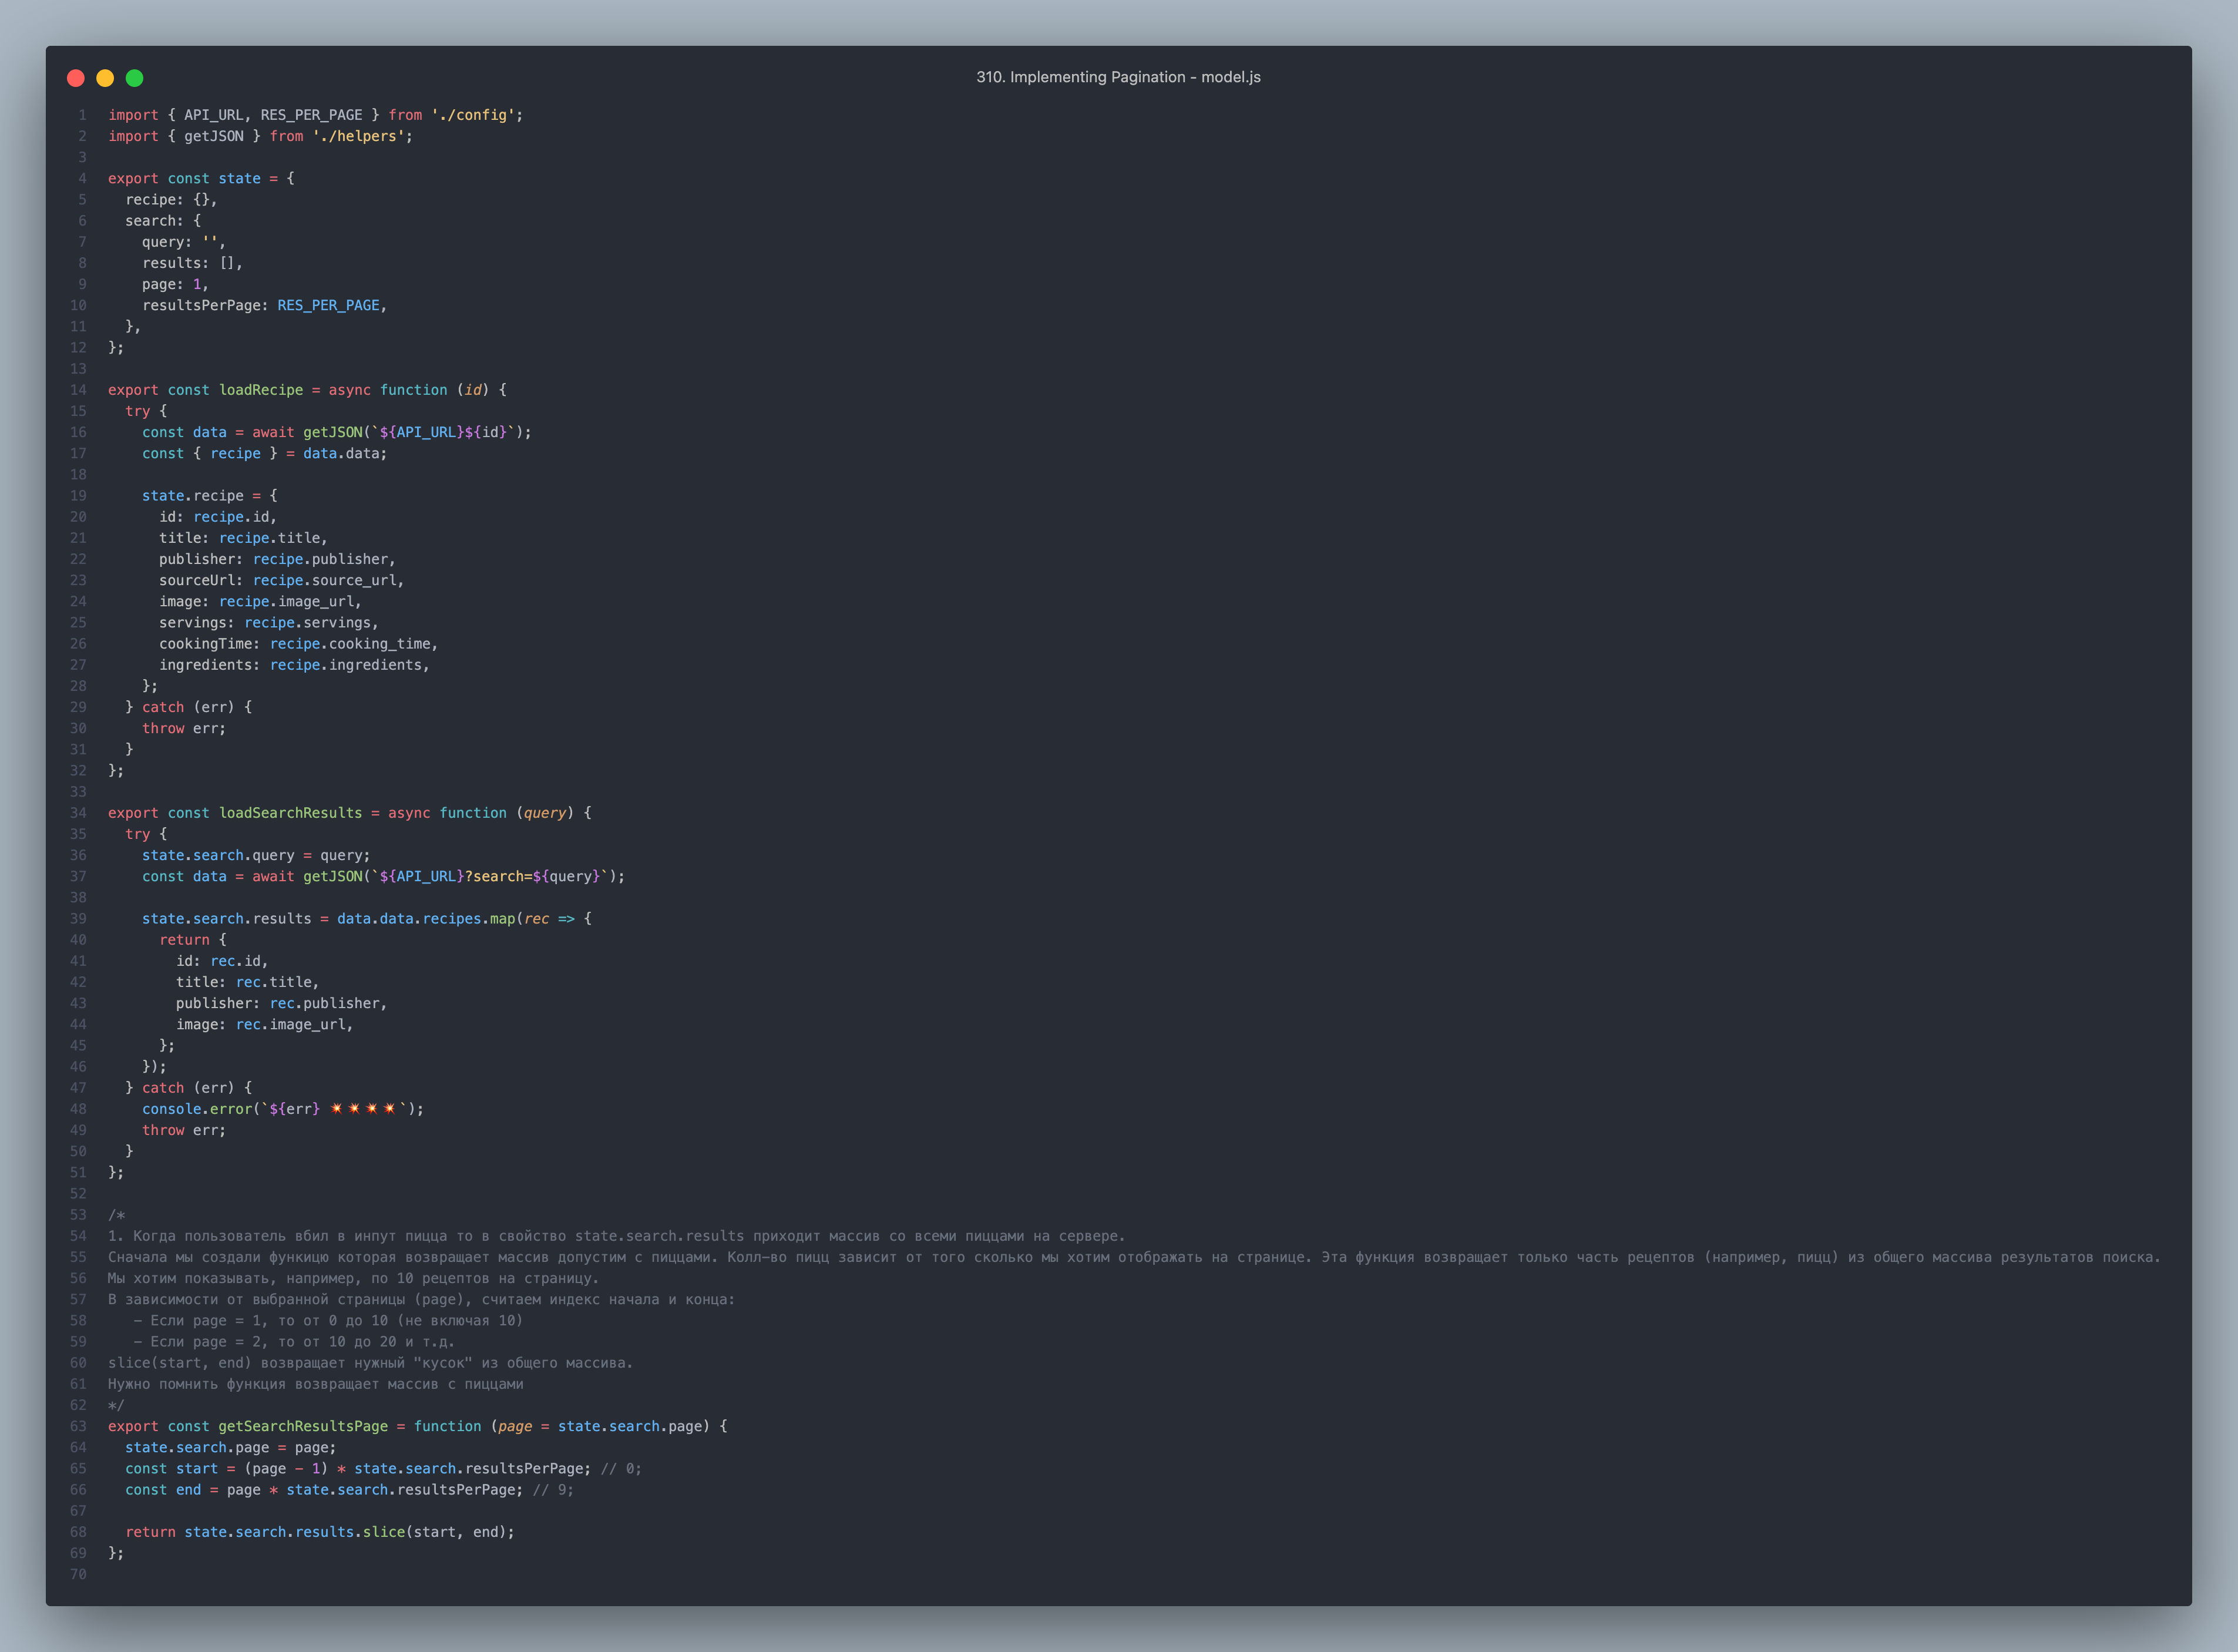 310. Implementing Pagination - model.js
1 import { API_URL, RES_PER_PAGE } from './config';
2 import { getJSON } from './helpers';
3
4 export const state = {
5   recipe: {},
6   search: {
7     query: '',
8     results: [],
9     page: 1,
10     resultsPerPage: RES_PER_PAGE,
11   },
12 };
13
14 export const loadRecipe = async function (id) {
15   try {
16     const data = await getJSON(`${API_URL}${id}`);
17     const { recipe } = data.data;
18
19     state.recipe = {
20       id: recipe.id,
21       title: recipe.title,
22       publisher: recipe.publisher,
23       sourceUrl: recipe.source_url,
24       image: recipe.image_url,
25       servings: recipe.servings,
26       cookingTime: recipe.cooking_time,
27       ingredients: recipe.ingredients,
28     };
29   } catch (err) {
30     throw err;
31   }
32 };
33
34 export const loadSearchResults = async function (query) {
35   try {
36     state.search.query = query;
37     const data = await getJSON(`${API_URL}?search=${query}`);
38
39     state.search.results = data.data.recipes.map(rec => {
40       return {
41         id: rec.id,
42         title: rec.title,
43         publisher: rec.publisher,
44         image: rec.image_url,
45       };
46     });
47   } catch (err) {
48     console.error(`${err} 💥💥💥💥`);
49     throw err;
50   }
51 };
52
53 /*
54 1. Когда пользователь вбил в инпут пицца то в свойство state.search.results приходит массив со всеми пиццами на сервере.
55 Сначала мы создали функицю которая возвращает массив допустим с пиццами. Колл-во пицц зависит от того сколько мы хотим отображать на странице. Эта функция возвращает только часть рецептов (например, пицц) из общего массива результатов поиска.
56 Мы хотим показывать, например, по 10 рецептов на страницу.
57 В зависимости от выбранной страницы (page), считаем индекс начала и конца:
58    - Если page = 1, то от 0 до 10 (не включая 10)
59    - Если page = 2, то от 10 до 20 и т.д.
60 slice(start, end) возвращает нужный "кусок" из общего массива.
61 Нужно помнить функция возвращает массив с пиццами
62 */
63 export const getSearchResultsPage = function (page = state.search.page) {
64   state.search.page = page;
65   const start = (page - 1) * state.search.resultsPerPage; // 0;
66   const end = page * state.search.resultsPerPage; // 9;
67
68   return state.search.results.slice(start, end);
69 };
70